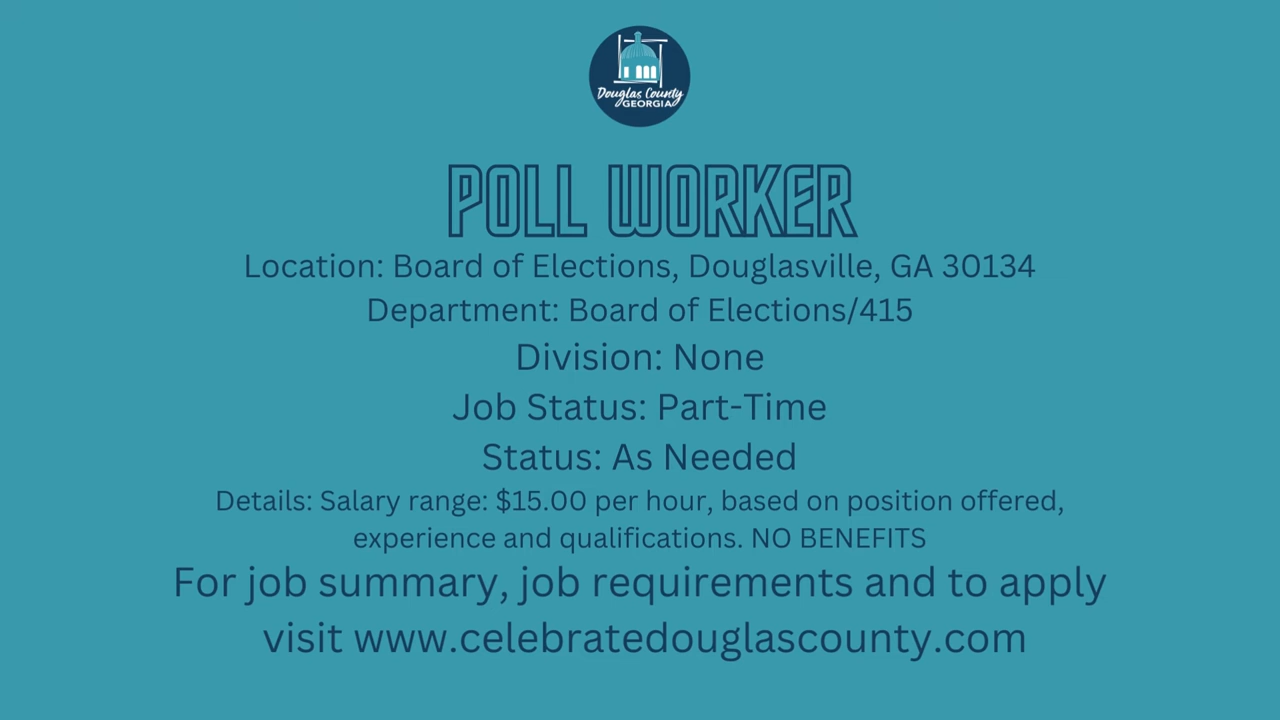 Douglas County
GEORGIA
POLL WORKER
Location: Board of Elections, Douglasville, GA 30134
Department: Board of Elections/415
Division: None
Job Status: Part-Time
Status: As Needed
Details: Salary range: $15.00 per hour, based on position offered,
experience and qualifications. NO BENEFITS
For job summary, job requirements and to apply
visit www.celebratedouglascounty.com